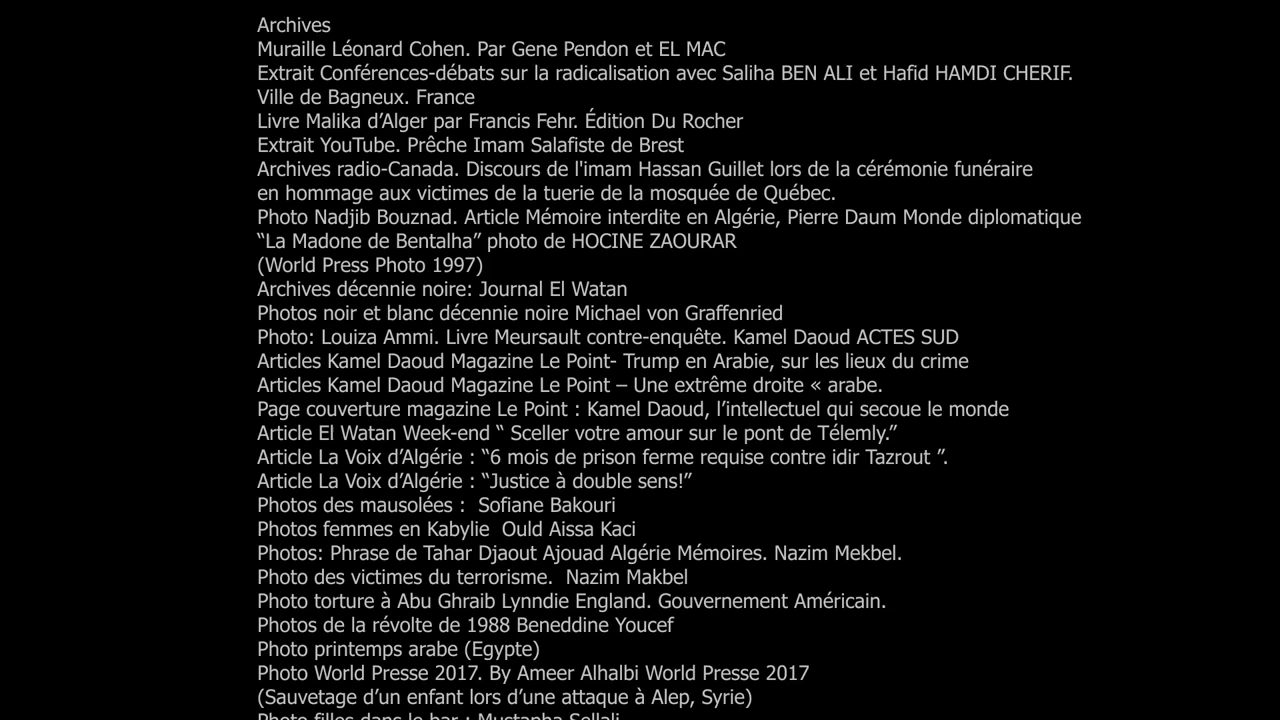 Archives
Muraille Léonard Cohen. Par Gene Pendon et EL MAC
Extrait Conférences-débats sur la radicalisation avec Saliha BEN ALI et Hafid HAMDI CHERIF.
Ville de Bagneux. France
Livre Malika d’Alger par Francis Fehr. Édition Du Rocher
Extrait YouTube. Prêche Imam Salafiste de Brest
Archives radio-Canada. Discours de l'imam Hassan Guillet lors de la cérémonie funéraire
en hommage aux victimes de la tuerie de la mosquée de Québec.
Photo Nadjib Bouznad. Article Mémoire interdite en Algérie, Pierre Daum Monde diplomatique
“La Madone de Bentalha” photo de HOCINE ZAOURAR
(World Press Photo 1997)
Archives décennie noire: Journal El Watan
Photos noir et blanc décennie noire Michael von Graffenried
Photo: Louiza Ammi. Livre Meursault contre-enquête. Kamel Daoud ACTES SUD
Articles Kamel Daoud Magazine Le Point- Trump en Arabie, sur les lieux du crime
Articles Kamel Daoud Magazine Le Point – Une extrême droite « arabe.
Page couverture magazine Le Point : Kamel Daoud, l’intellectuel qui secoue le monde
Article El Watan Week-end “ Sceller votre amour sur le pont de Télemly.”
Article La Voix d’Algérie : “6 mois de prison ferme requise contre idir Tazrout ”.
Article La Voix d’Algérie : “Justice à double sens!”
Photos des mausolées :  Sofiane Bakouri
Photos femmes en Kabylie  Ould Aissa Kaci
Photos: Phrase de Tahar Djaout Ajouad Algérie Mémoires. Nazim Mekbel.
Photo des victimes du terrorisme.  Nazim Makbel
Photo torture à Abu Ghraib Lynndie England. Gouvernement Américain.
Photos de la révolte de 1988 Beneddine Youcef
Photo printemps arabe (Egypte)
Photo World Presse 2017. By Ameer Alhalbi World Presse 2017
(Sauvetage d’un enfant lors d’une attaque à Alep, Syrie)
Photo filles dans le bar : Mustapha Sellali